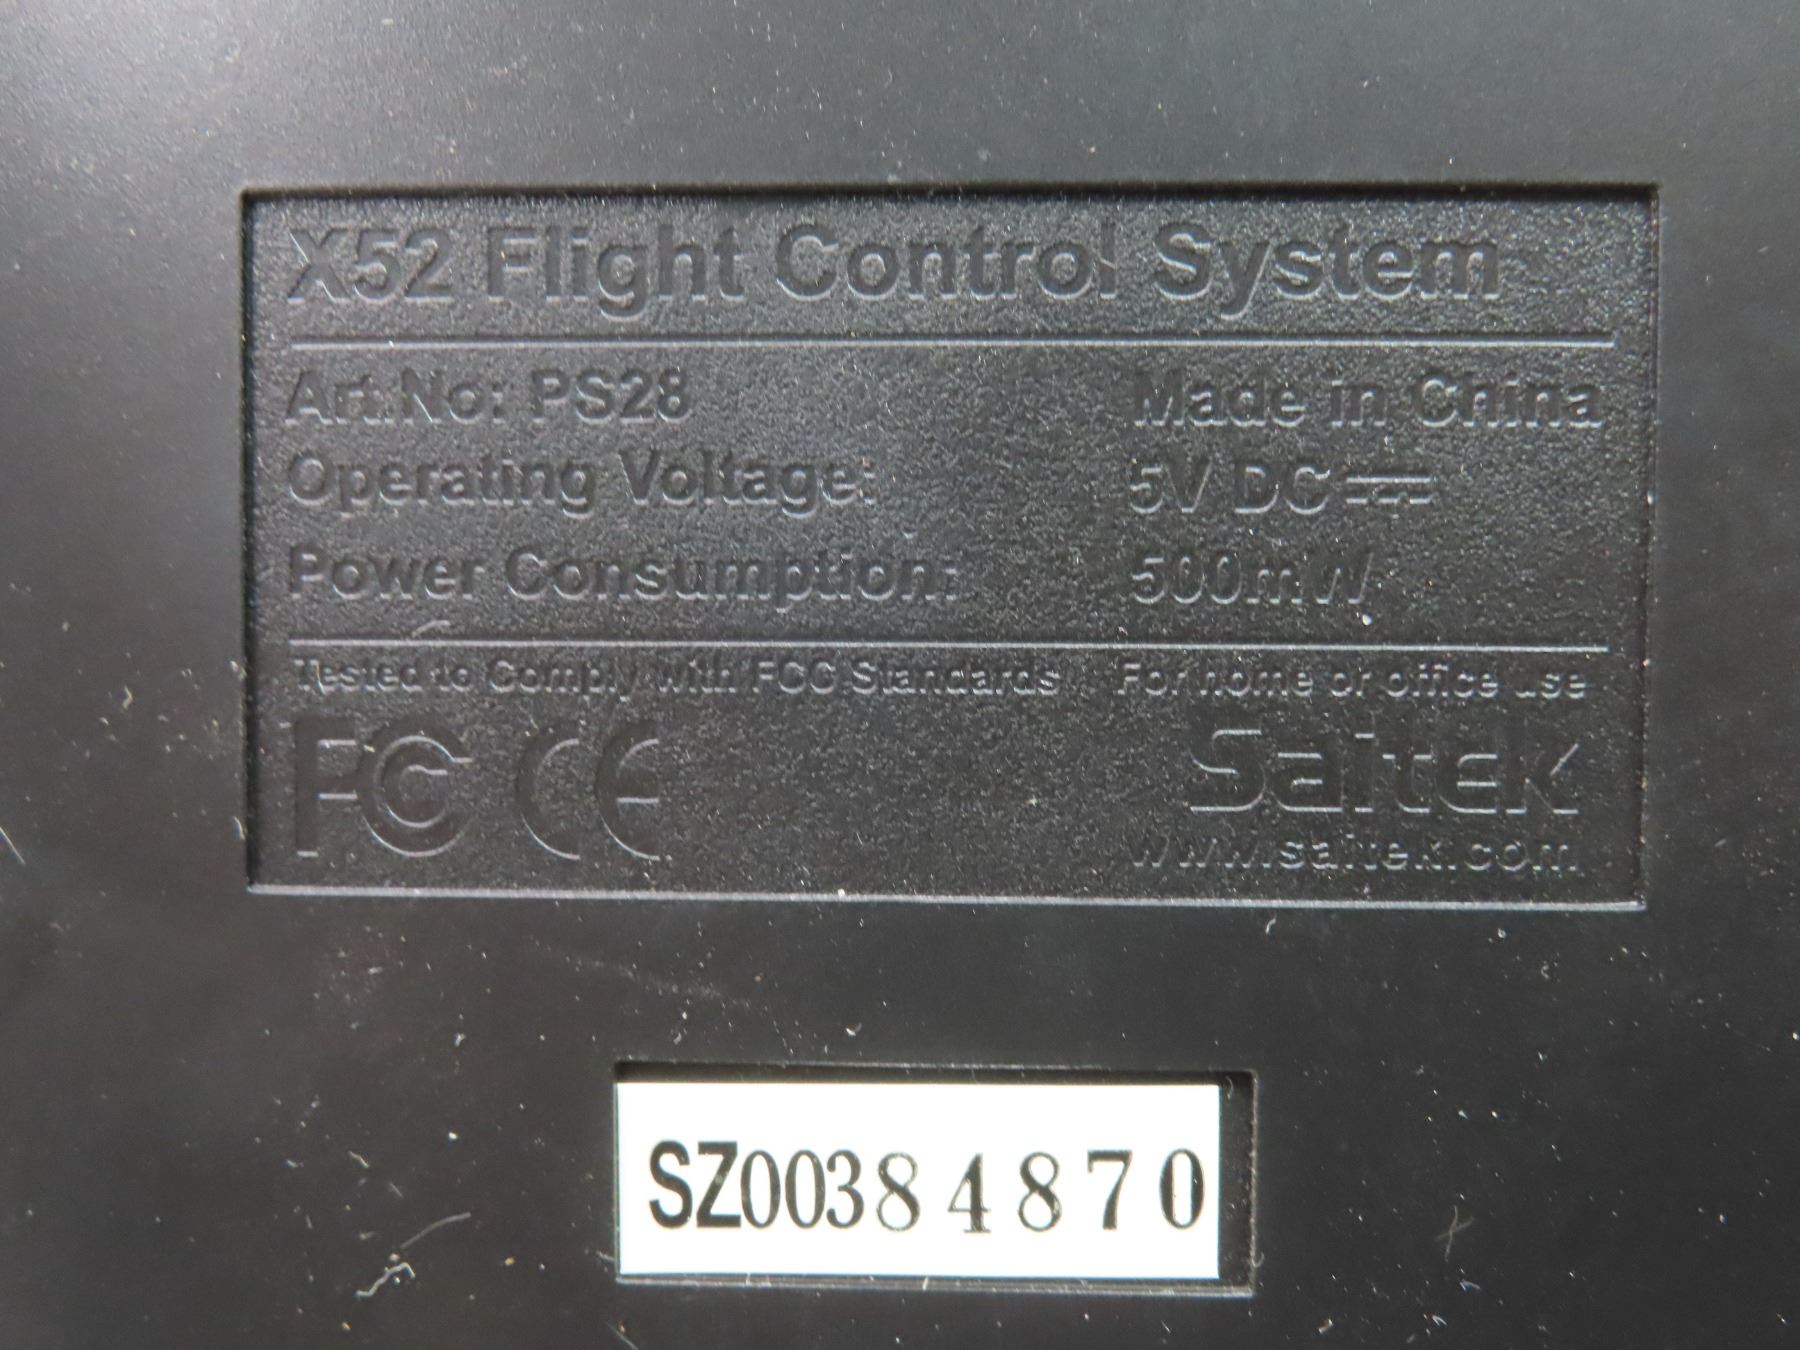 X52 Flight Control System
Art.No: PS28 Made in China
Operating Voltage: 5V DC
Power Consumption: 500mW
Tested to Comply with FCC Standards For home or office use
FC CE Saitek
www.saitek.com
SZ00384870